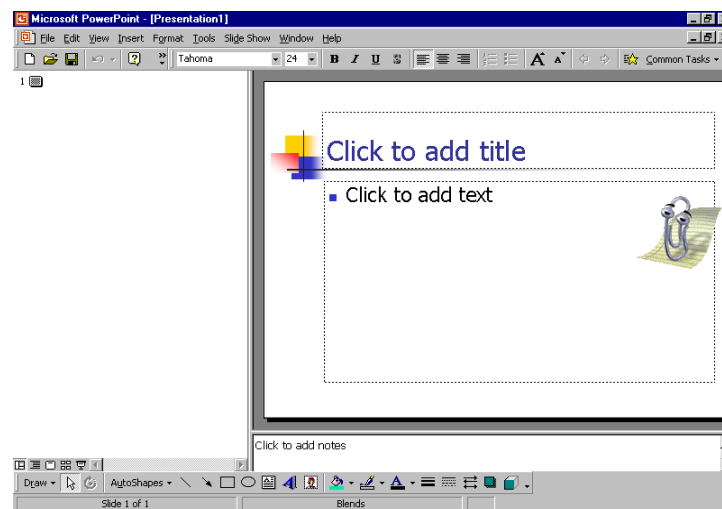 Microsoft PowerPoint - [Presentation1]
File Edit View Insert Format Tools Slide Show Window Help
Tahoma 24 B I U S A A Common Tasks
1
Click to add title
Click to add text
Click to add notes
Draw AutoShapes A A
Slide 1 of 1 Blends